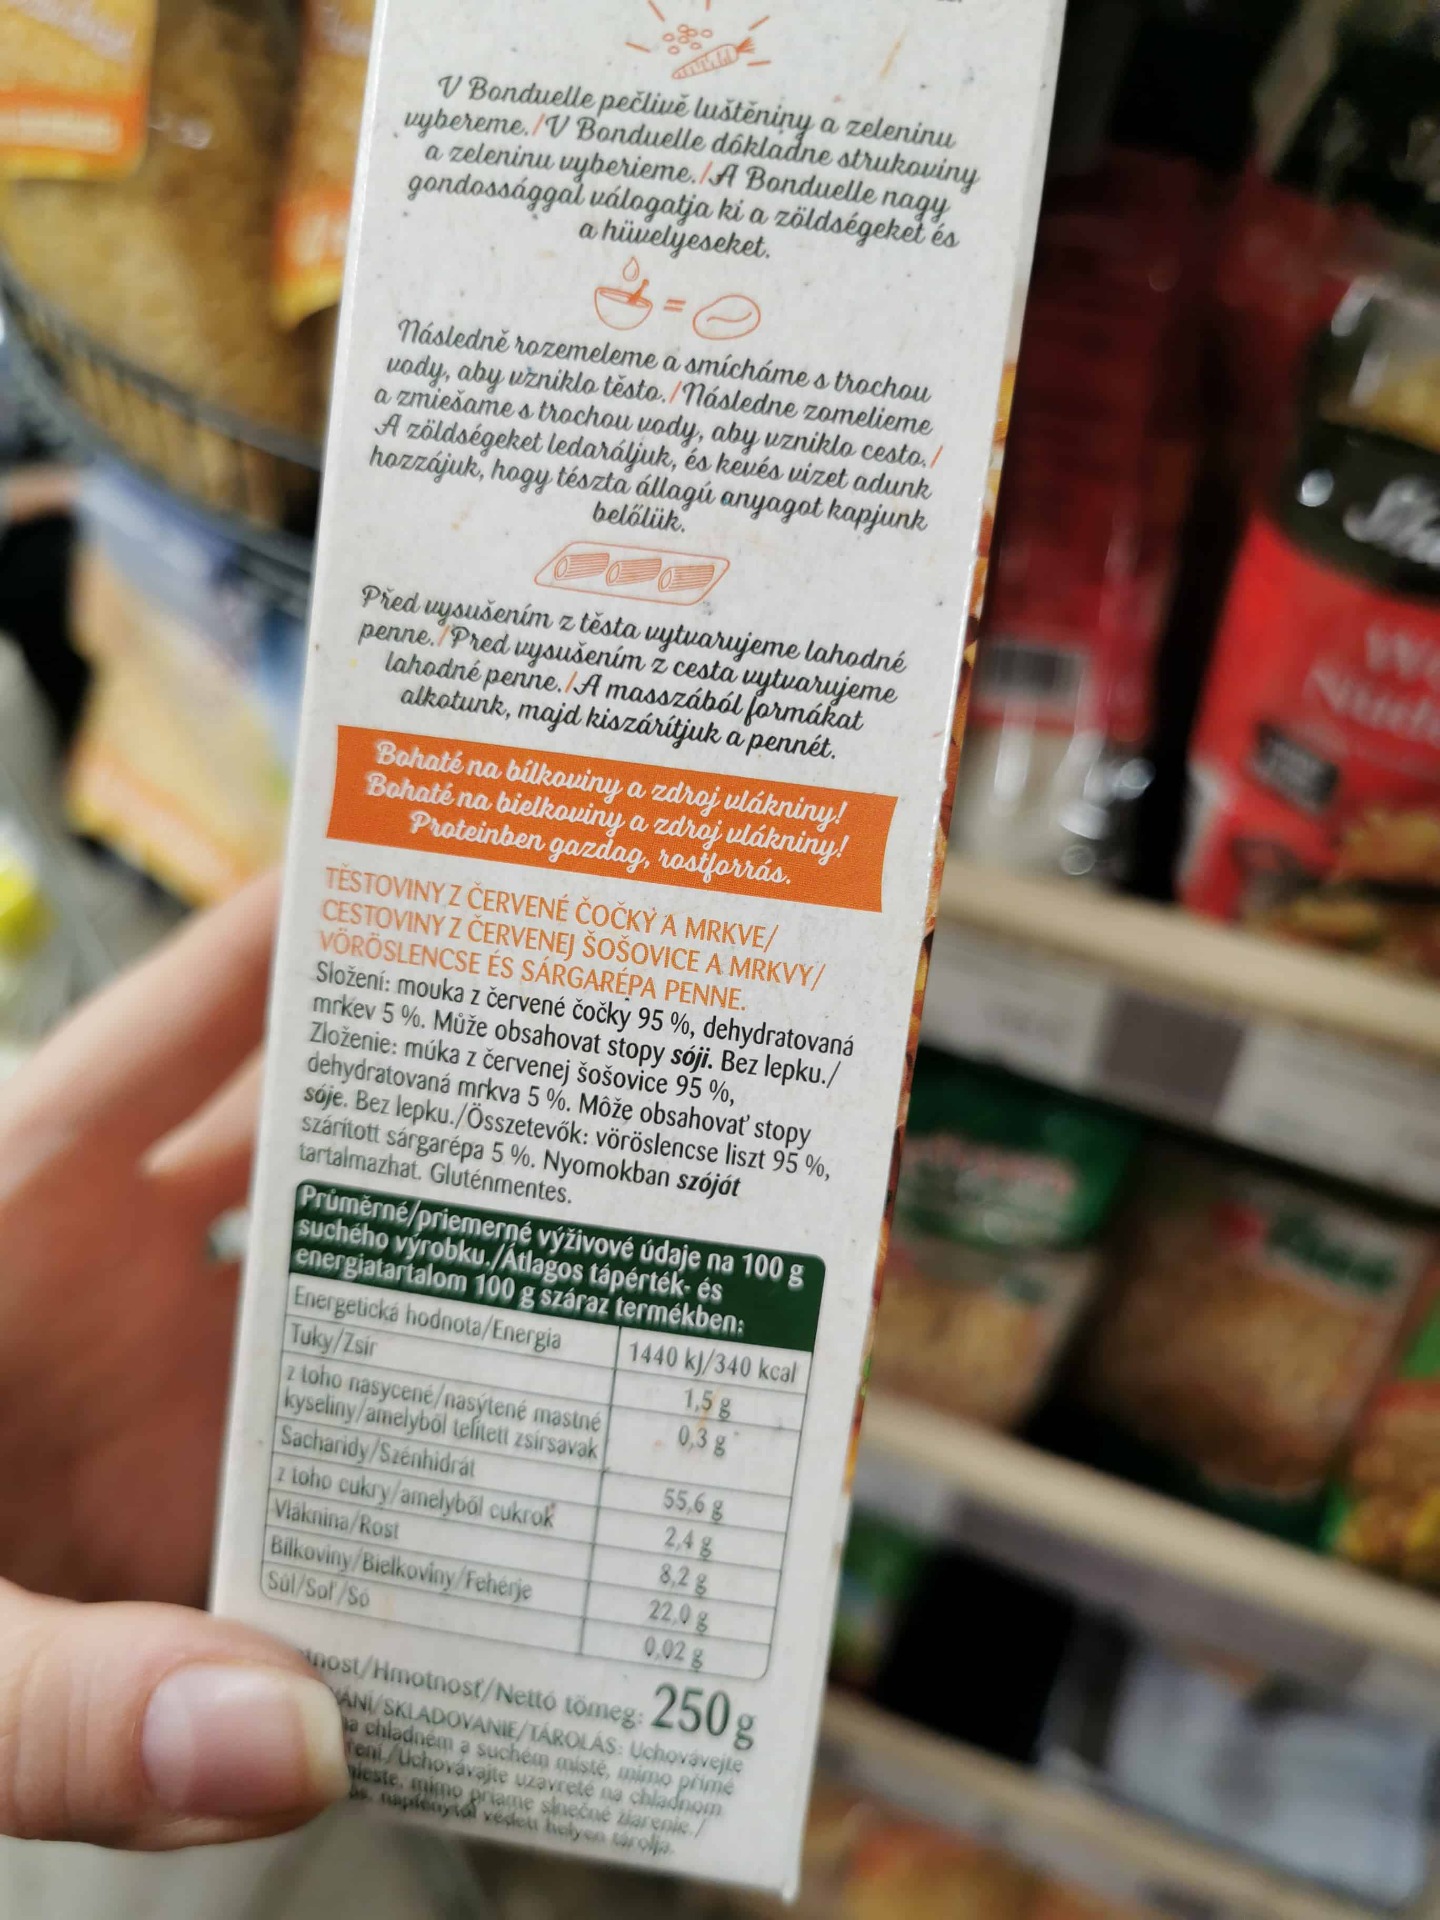 V Bonduelle pečlivě luštěniny a zeleninu
vybereme./V Bonduelle dôkladne strukoviny
a zeleninu vyberieme./A Bonduelle nagy
gondossággal válogatja ki a zöldségeket és
a hüvelyeseket.
=
Následně rozemeleme a smícháme s trochou
vody, aby vzniklo těsto./Následne zomelieme
a zmiešame s trochou vody, aby vzniklo cesto./
A zöldségeket ledaráljuk, és kevés vizet adunk
hozzájuk, hogy tészta állagú anyagot kapjunk
belőlük.
Před vysušením z těsta vytvarujeme lahodné
penne./Pred vysušením z cesta vytvarujeme
lahodné penne./A masszából formákat
alkotunk, majd kiszárítjuk a pennét.
Bohaté na bílkoviny a zdroj vlákniny!
Bohaté na bielkoviny a zdroj vlákniny!
Proteinben gazdag, rostforrás.
TĚSTOVINY Z ČERVENÉ ČOČKY A MRKVE/
CESTOVINY Z ČERVENEJ ŠOŠOVICE A MRKVY/
VÖRÖSLENCSE ÉS SÁRGARÉPA PENNE.
Složení: mouka z červené čočky 95 %, dehydratovaná
mrkev 5 %. Může obsahovat stopy sóji. Bez lepku./
Zloženie: múka z červenej šošovice 95 %,
dehydratovaná mrkva 5 %. Môže obsahovať stopy
sóje. Bez lepku./Összetevők: vöröslencse liszt 95 %,
szárított sárgarépa 5 %. Nyomokban szóját
tartalmazhat. Gluténmentes.
Průměrné/priemerné výživové údaje na 100 g
suchého výrobku./Átlagos tápérték- és
energiatartalom 100 g száraz termékben:
Energetická hodnota/Energia 1440 kJ/340 kcal
Tuky/Zsír 1,5 g
z toho nasycené/nasýtené mastné 0,3 g
kyseliny/amelyből telített zsírsavak
Sacharidy/Szénhidrát 55,6 g
z toho cukry/amelyből cukrok 2,4 g
Vláknina/Rost 8,2 g
Bílkoviny/Bielkoviny/Fehérje 22,0 g
Sůl/Soľ/Só 0,02 g
tnost/Hmotnosť/Nettó tömeg: 250 g
VÁNÍ/SKLADOVANIE/TÁROLÁS: Uchovávejte
na chladném a suchém místě, mimo přímé
ření./Uchovávajte uzavreté na chladnom
mieste, mimo priame slnečné žiarenie./
napfénytől védett helyen tárolja.